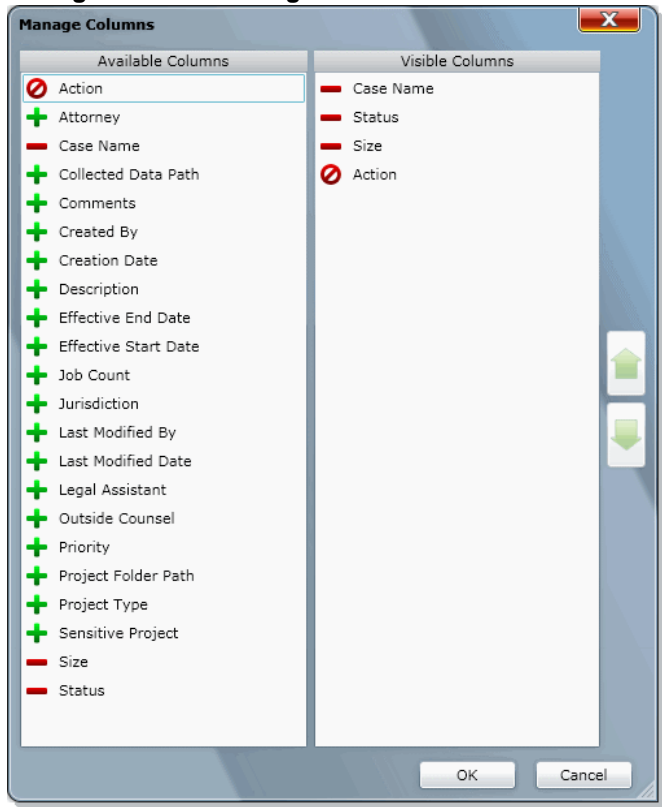 Manage Columns
Available Columns
Action
Attorney
Case Name
Collected Data Path
Comments
Created By
Creation Date
Description
Effective End Date
Effective Start Date
Job Count
Jurisdiction
Last Modified By
Last Modified Date
Legal Assistant
Outside Counsel
Priority
Project Folder Path
Project Type
Sensitive Project
Size
Status
Visible Columns
Case Name
Status
Size
Action
OK
Cancel